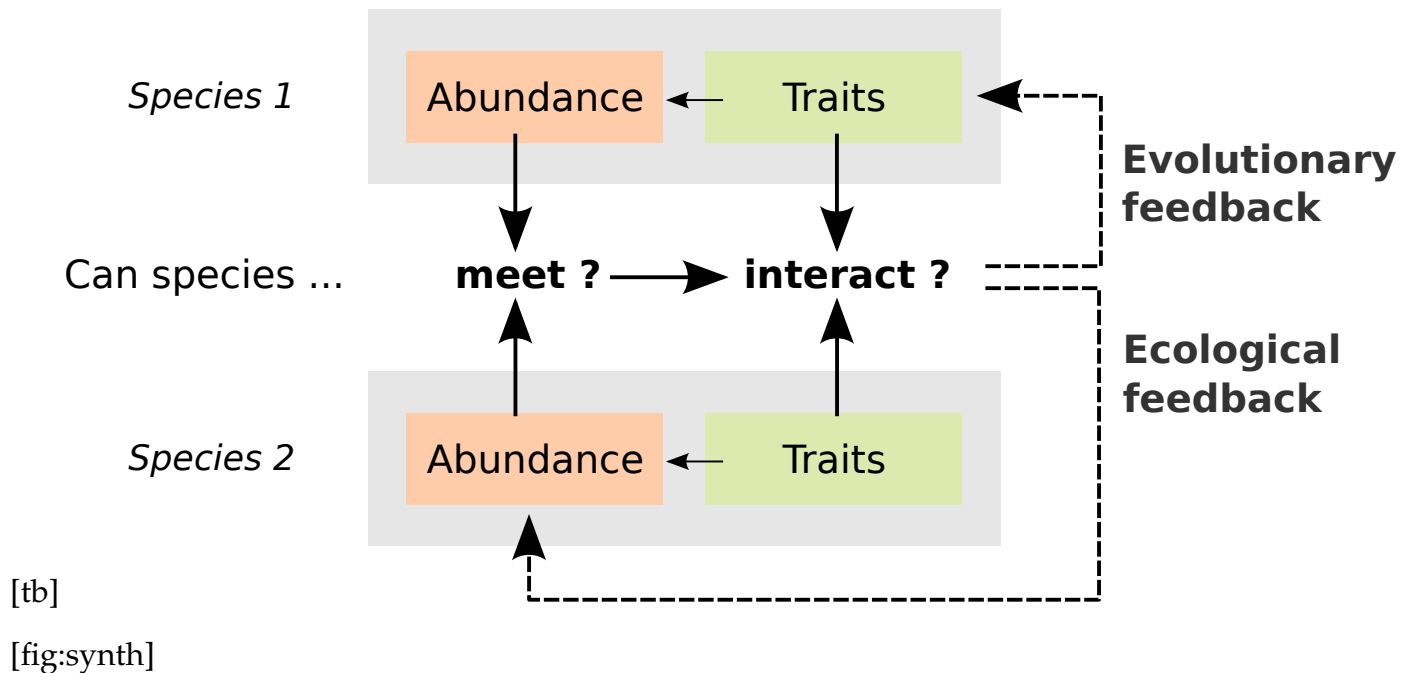 Species 1
Abundance
Traits
Evolutionary
feedback
Can species ...
meet ?
interact ?
Ecological
feedback
Species 2
Abundance
Traits
[tb]
[fig:synth]